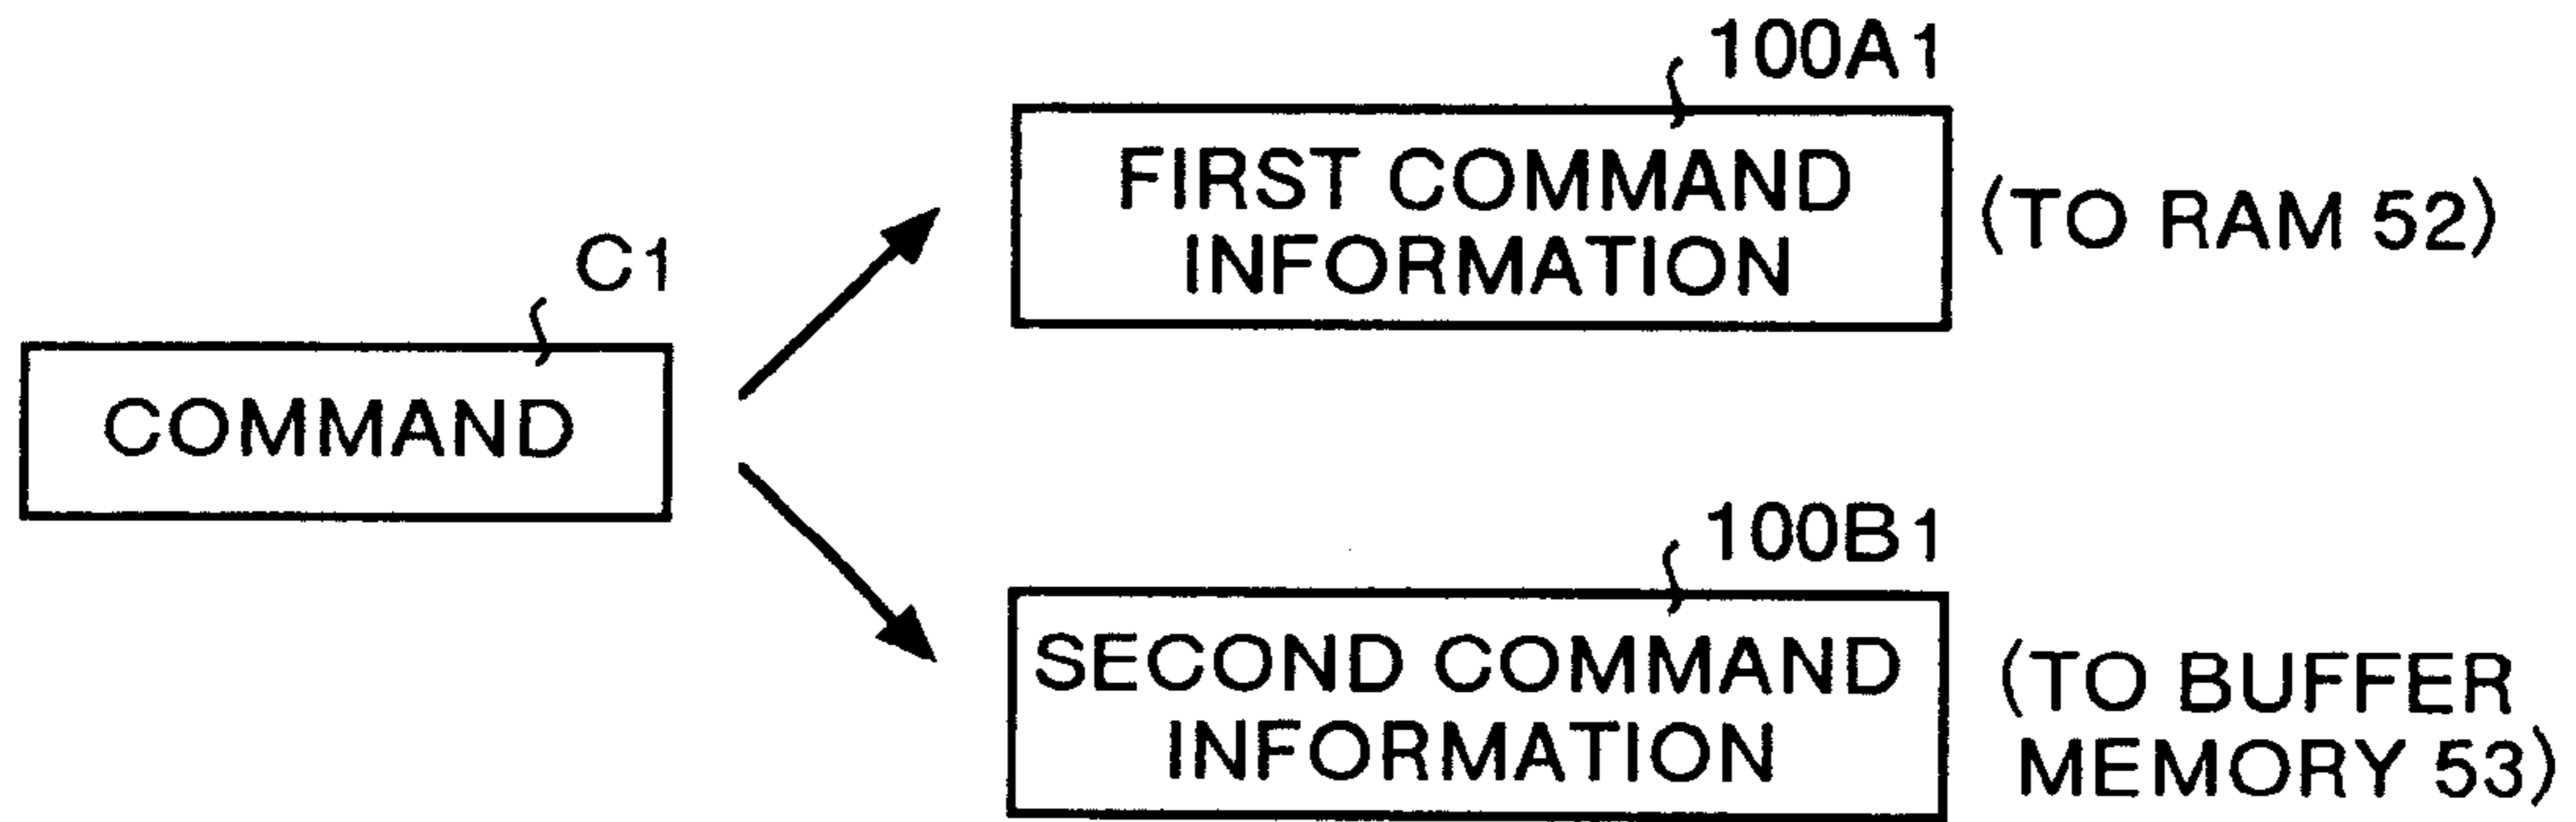 C1
COMMAND
100A1
FIRST COMMAND
INFORMATION
(TO RAM 52)
100B1
SECOND COMMAND
INFORMATION
(TO BUFFER
MEMORY 53)